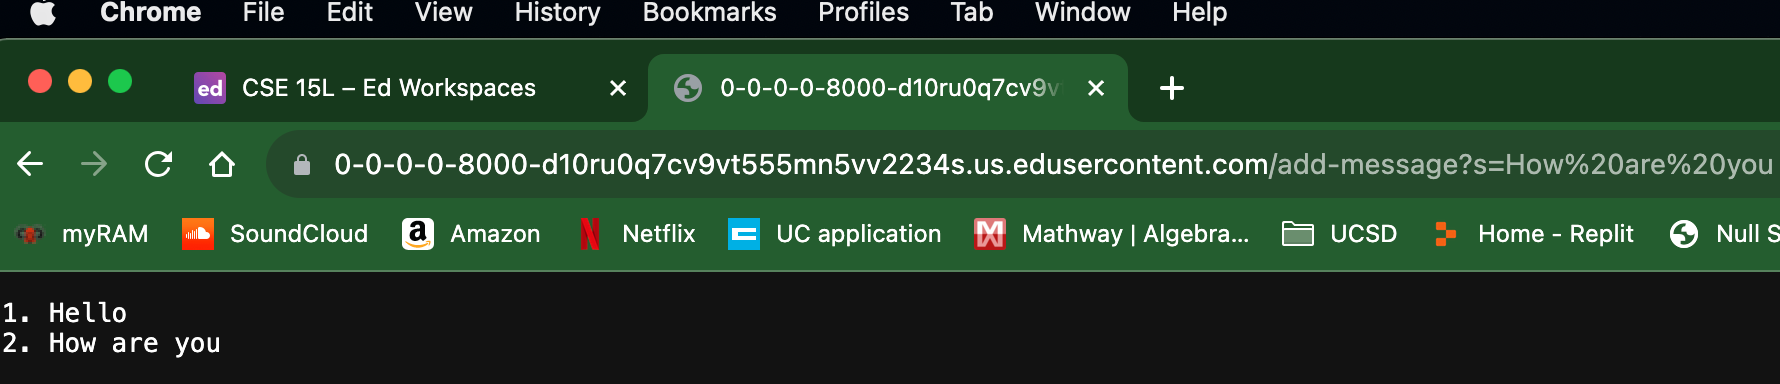 Chrome File Edit View History Bookmarks Profiles Tab Window Help
ed CSE 15L – Ed Workspaces 0-0-0-0-8000-d10ru0q7cv9v
0-0-0-0-8000-d10ru0q7cv9vt555mn5vv2234s.us.edusercontent.com/add-message?s=How%20are%20you
myRAM SoundCloud a Amazon N Netflix UC application M Mathway | Algebra... UCSD Home - Replit Null S
1. Hello
2. How are you